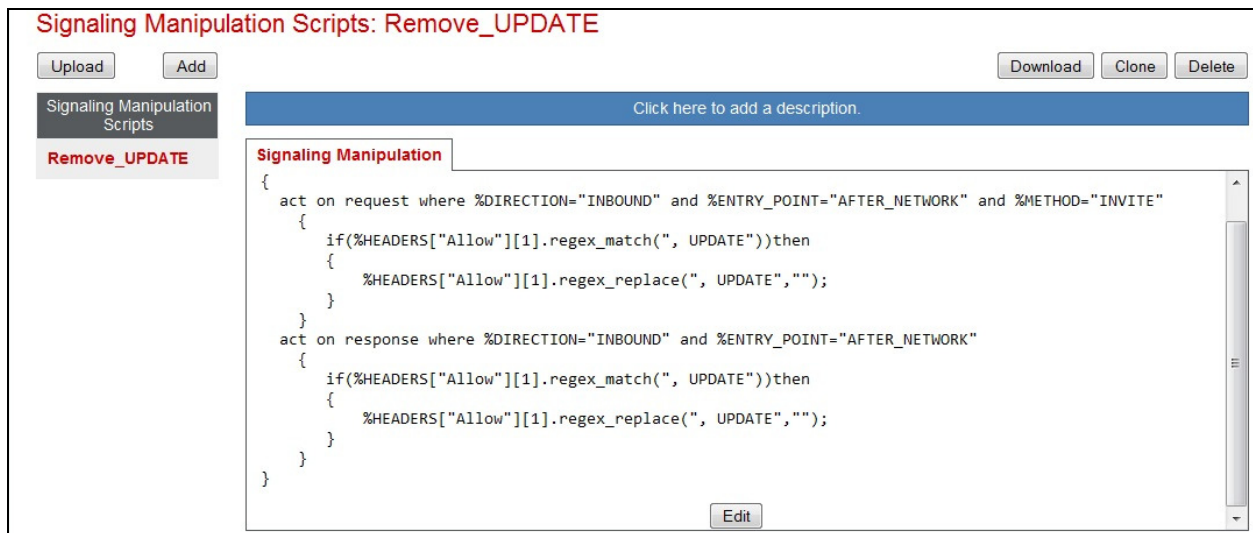 Signaling Manipulation Scripts: Remove_UPDATE
Upload Add Download Clone Delete
Signaling Manipulation
Scripts
Remove_UPDATE
Click here to add a description.
Signaling Manipulation
{
act on request where %DIRECTION="INBOUND" and %ENTRY_POINT="AFTER_NETWORK" and %METHOD="INVITE"
{
if(%HEADERS["Allow"][1].regex_match(", UPDATE"))then
{
%HEADERS["Allow"][1].regex_replace(", UPDATE","");
}
}
act on response where %DIRECTION="INBOUND" and %ENTRY_POINT="AFTER_NETWORK"
{
if(%HEADERS["Allow"][1].regex_match(", UPDATE"))then
{
%HEADERS["Allow"][1].regex_replace(", UPDATE","");
}
}
}
Edit